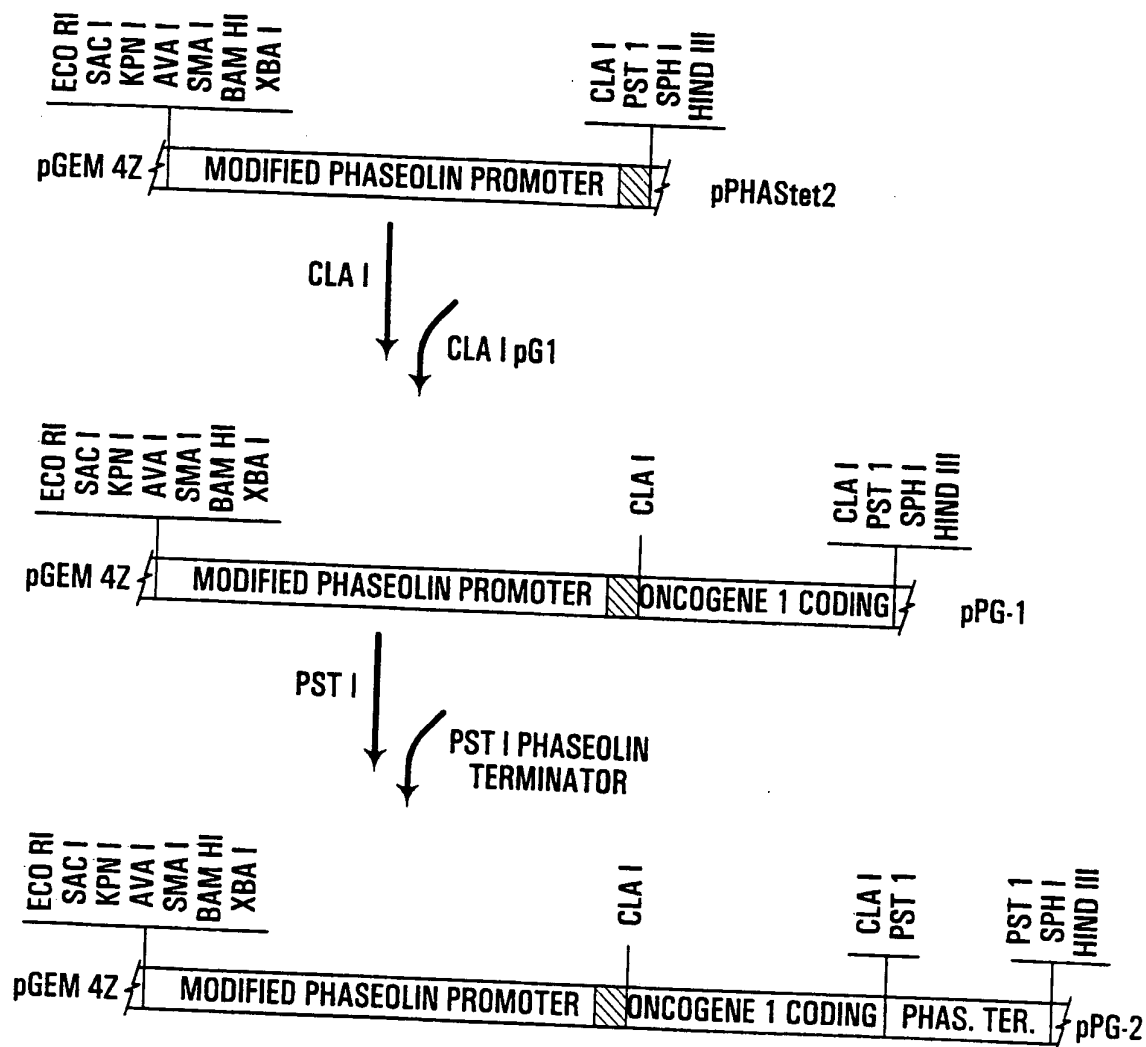 ECO RI
SAC I
KPN I
AVA I
SMA I
BAM HI
XBA I
CLA I
PST 1
SPH I
HIND III
pGEM 4Z
MODIFIED PHASEOLIN PROMOTER
pPHAStet2
CLA I
CLA I pG1
ECO RI
SAC I
KPN I
AVA I
SMA I
BAM HI
XBA I
CLA I
CLA I
PST 1
SPH I
HIND III
pGEM 4Z
MODIFIED PHASEOLIN PROMOTER
ONCOGENE 1 CODING
pPG-1
PST I
PST I PHASEOLIN
TERMINATOR
ECO RI
SAC I
KPN I
AVA I
SMA I
BAM HI
XBA I
CLA I
CLA I
PST 1
PST 1
SPH I
HIND III
pGEM 4Z
MODIFIED PHASEOLIN PROMOTER
ONCOGENE 1 CODING
PHAS. TER.
pPG-2